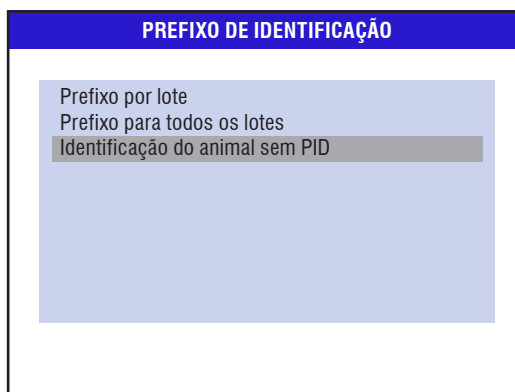 PREFIXO DE IDENTIFICAÇÃO
Prefixo por lote
Prefixo para todos os lotes
Identificação do animal sem PID